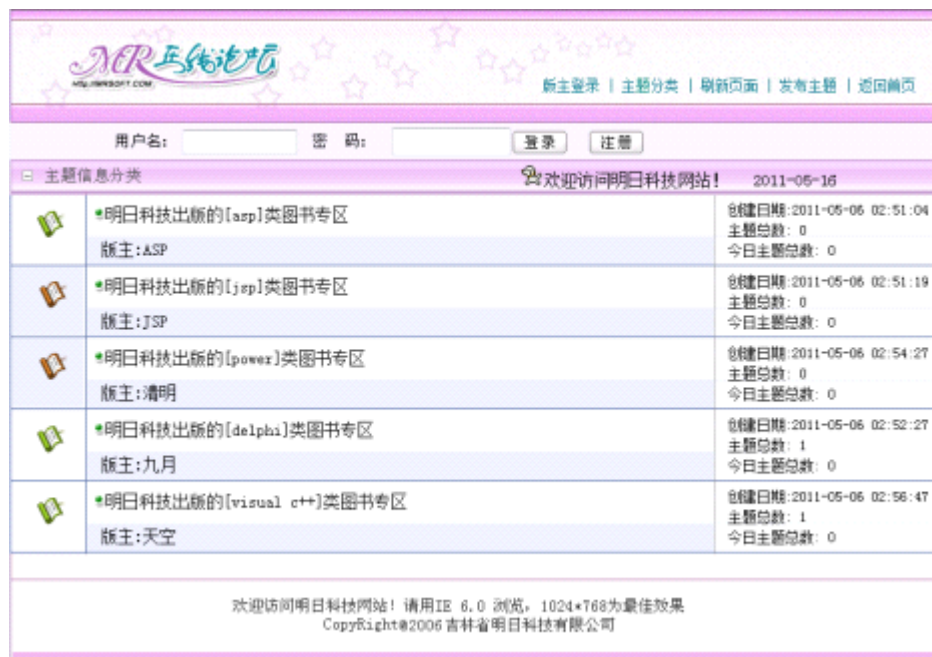 MR在线论坛
http://MRSOFT.COM
版主登录 | 主题分类 | 刷新页面 | 发布主题 | 返回首页
用户名: 密 码: 登录 注册
主题信息分类 欢迎访问明日科技网站! 2011-05-16
明日科技出版的[asp]类图书专区
版主:ASP
创建日期:2011-05-06 02:51:04
主题总数: 0
今日主题总数: 0
明日科技出版的[jsp]类图书专区
版主:JSP
创建日期:2011-05-06 02:51:19
主题总数: 0
今日主题总数: 0
明日科技出版的[power]类图书专区
版主:清明
创建日期:2011-05-06 02:54:27
主题总数: 0
今日主题总数: 0
明日科技出版的[delphi]类图书专区
版主:九月
创建日期:2011-05-06 02:52:27
主题总数: 1
今日主题总数: 0
明日科技出版的[visual c++]类图书专区
版主:天空
创建日期:2011-05-06 02:56:47
主题总数: 1
今日主题总数: 0
欢迎访问明日科技网站! 请用IE 6.0 浏览, 1024*768为最佳效果
CopyRight@2006 吉林省明日科技有限公司